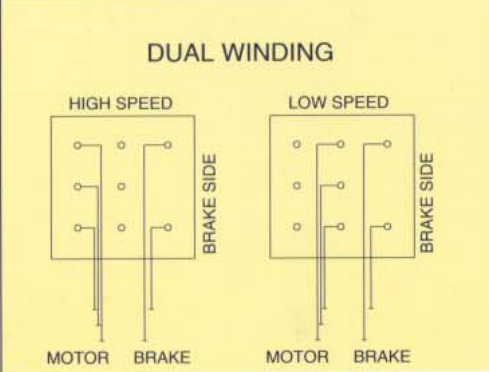 DUAL WINDING
HIGH SPEED
LOW SPEED
BRAKE SIDE
BRAKE SIDE
MOTOR
BRAKE
MOTOR
BRAKE